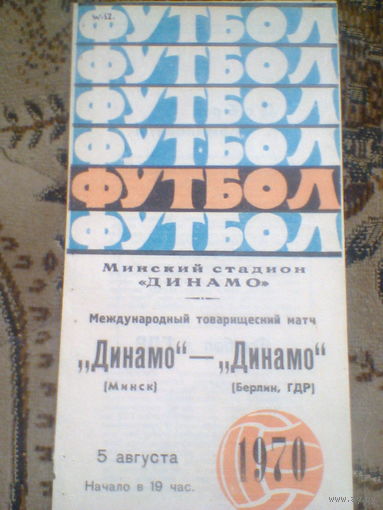 ФУТБОЛ
ФУТБОЛ
ФУТБОЛ
ФУТБОЛ
ФУТБОЛ
ФУТБОЛ
Минский стадион
«ДИНАМО»
Международный товарищеский матч
„Динамо“ — „Динамо“
(Минск) (Берлин, ГДР)
5 августа
1970
Начало в 19 час.